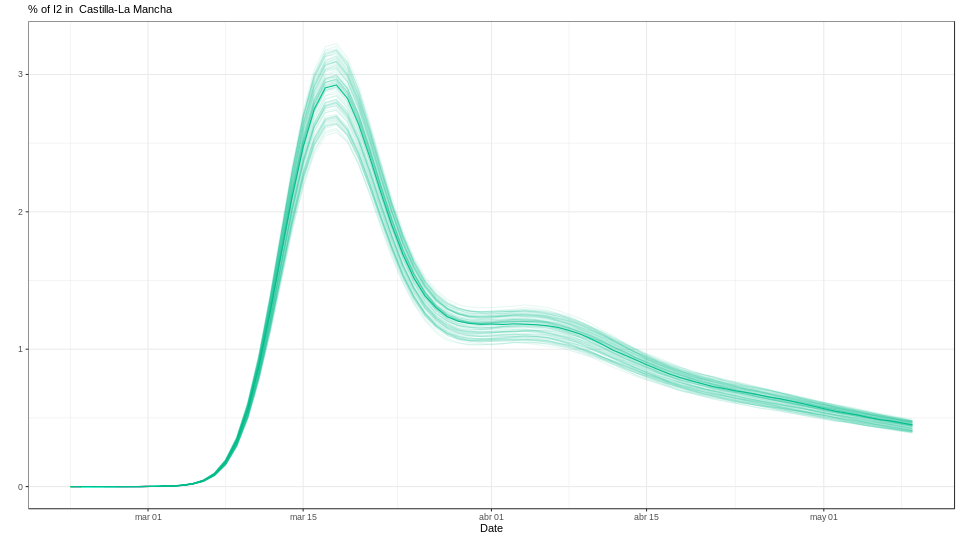 % of I2 in  Castilla-La Mancha
3
2
1
0
mar 01
mar 15
abr 01
abr 15
may 01
Date